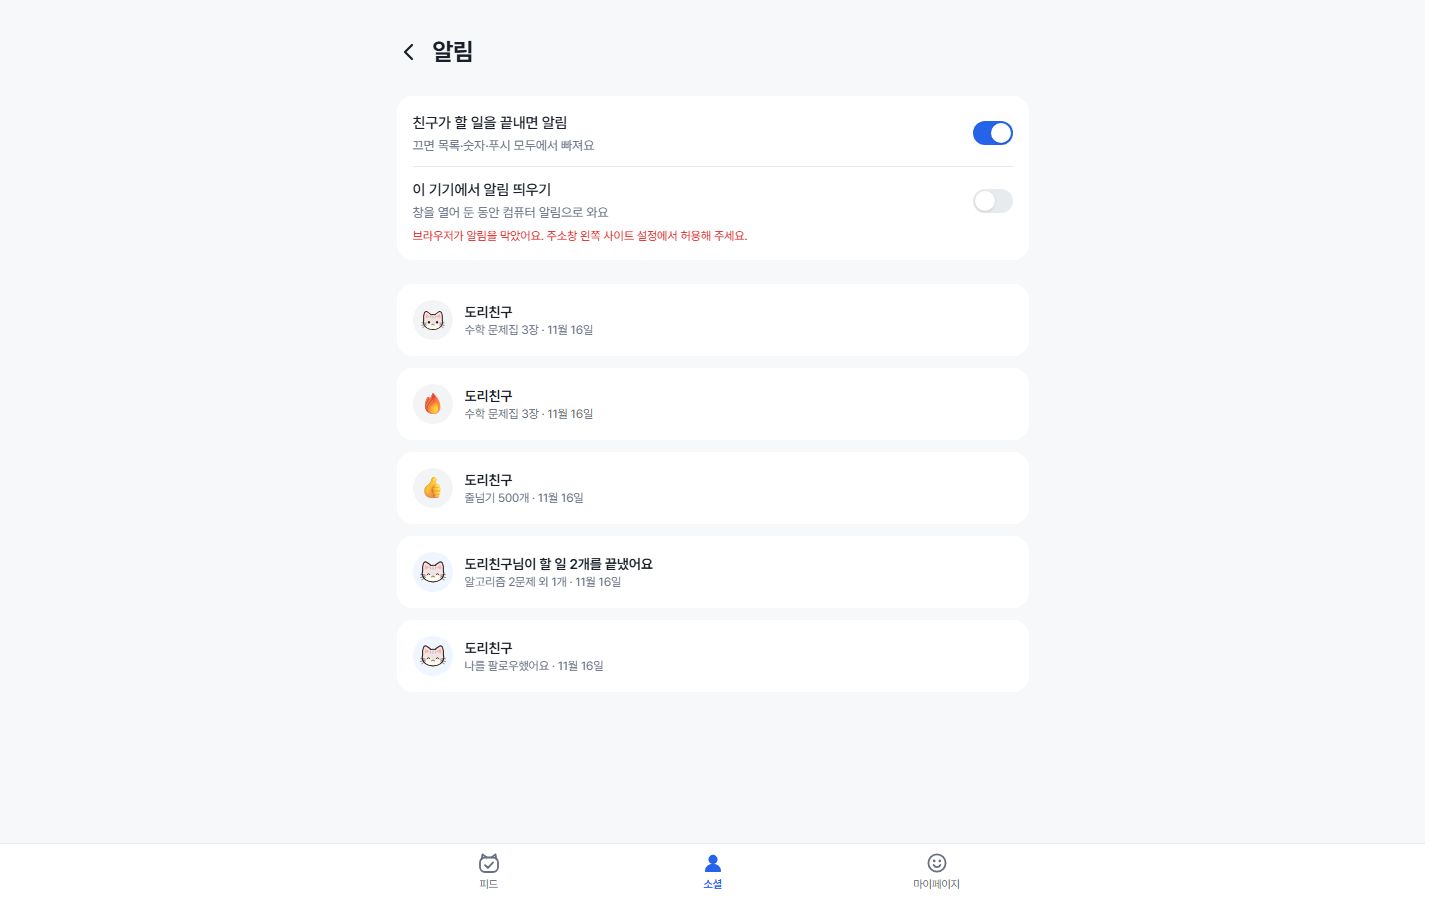 알림
친구가 할 일을 끝내면 알림
끄면 목록·숫자·푸시 모두에서 빠져요
이 기기에서 알림 띄우기
창을 열어 둔 동안 컴퓨터 알림으로 와요
브라우저가 알림을 막았어요. 주소창 왼쪽 사이트 설정에서 허용해 주세요.
도리친구
수학 문제집 3장 · 11월 16일
도리친구
수학 문제집 3장 · 11월 16일
도리친구
줄넘기 500개 · 11월 16일
도리친구님이 할 일 2개를 끝냈어요
알고리즘 2문제 외 1개 · 11월 16일
도리친구
나를 팔로우했어요 · 11월 16일
피드
소셜
마이페이지